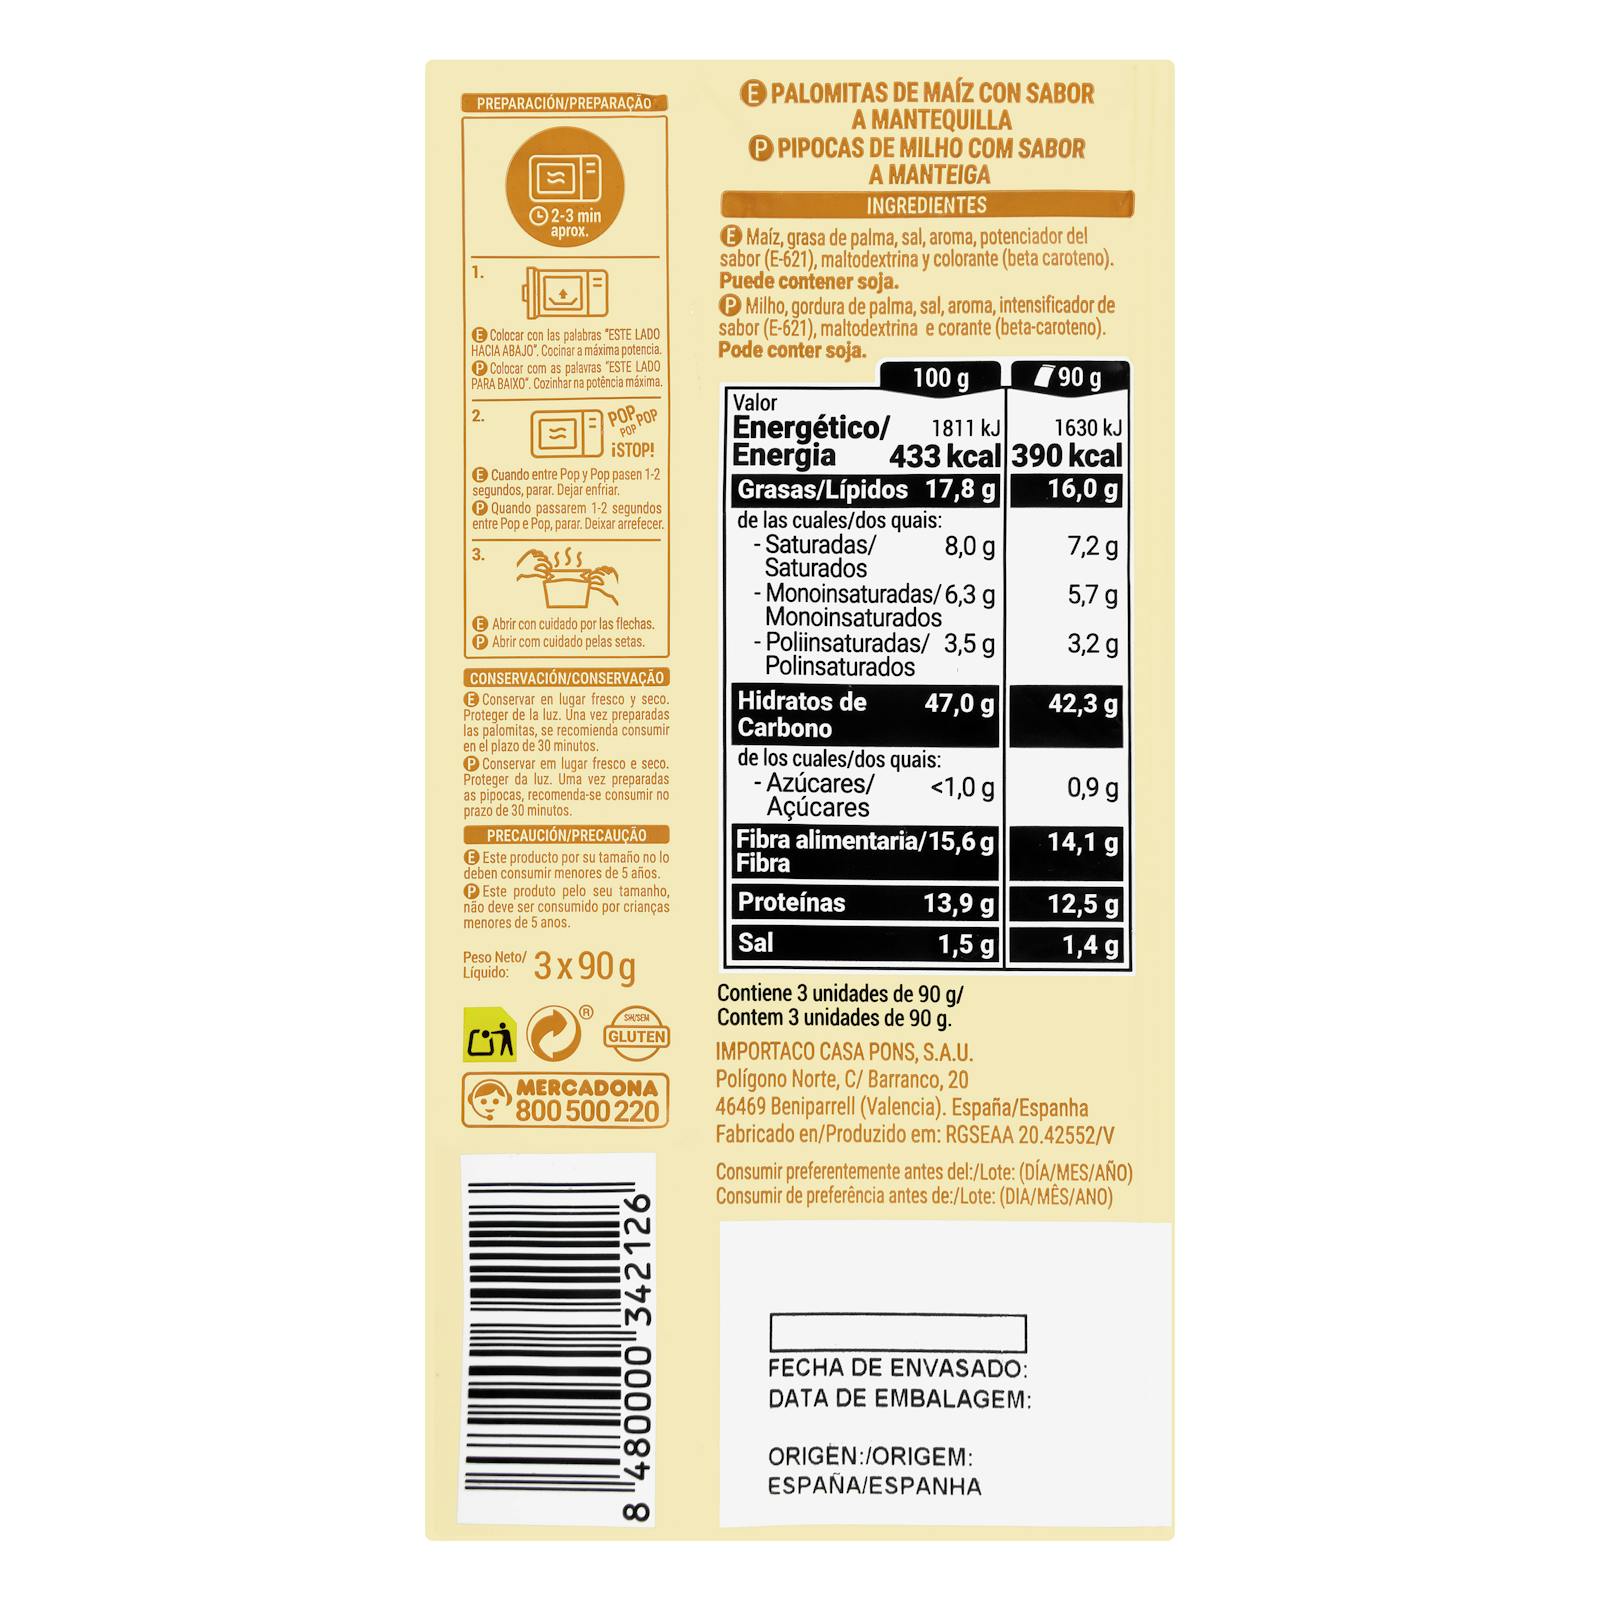 PREPARACIÓN/PREPARAÇÃO
2-3 min
aprox.
1.
E Colocar con las palabras "ESTE LADO
HACIA ABAJO". Cocinar a máxima potencia.
P Colocar com as palavras "ESTE LADO
PARA BAIXO". Cozinhar na potência máxima.
2.
POP POP POP
POP
¡STOP!
E Cuando entre Pop y Pop pasen 1-2
segundos, parar. Dejar enfriar.
P Quando passarem 1-2 segundos
entre Pop e Pop, parar. Deixar arrefecer.
3.
E Abrir con cuidado por las flechas.
P Abrir com cuidado pelas setas.
CONSERVACIÓN/CONSERVAÇÃO
E Conservar en lugar fresco y seco.
Proteger de la luz. Una vez preparadas
las palomitas, se recomienda consumir
en el plazo de 30 minutos.
P Conservar em lugar fresco e seco.
Proteger da luz. Uma vez preparadas
as pipocas, recomenda-se consumir no
prazo de 30 minutos.
PRECAUCIÓN/PRECAUÇÃO
E Este producto por su tamaño no lo
deben consumir menores de 5 años.
P Este produto pelo seu tamanho,
não deve ser consumido por crianças
menores de 5 anos.
Peso Neto/
Líquido: 3 x 90 g
®
SIN/SEM
GLUTEN
MERCADONA
800 500 220
8 480000 342126
E PALOMITAS DE MAÍZ CON SABOR
A MANTEQUILLA
P PIPOCAS DE MILHO COM SABOR
A MANTEIGA
INGREDIENTES
E Maíz, grasa de palma, sal, aroma, potenciador del
sabor (E-621), maltodextrina y colorante (beta caroteno).
Puede contener soja.
P Milho, gordura de palma, sal, aroma, intensificador de
sabor (E-621), maltodextrina e corante (beta-caroteno).
Pode conter soja.
100 g 90 g
Valor
Energético/ 1811 kJ 1630 kJ
Energia 433 kcal 390 kcal
Grasas/Lípidos 17,8 g 16,0 g
de las cuales/dos quais:
- Saturadas/ 8,0 g 7,2 g
Saturados
- Monoinsaturadas/ 6,3 g 5,7 g
Monoinsaturados
- Poliinsaturadas/ 3,5 g 3,2 g
Polinsaturados
Hidratos de 47,0 g 42,3 g
Carbono
de los cuales/dos quais:
- Azúcares/ <1,0 g 0,9 g
Açúcares
Fibra alimentaria/ 15,6 g 14,1 g
Fibra
Proteínas 13,9 g 12,5 g
Sal 1,5 g 1,4 g
Contiene 3 unidades de 90 g/
Contem 3 unidades de 90 g.
IMPORTACO CASA PONS, S.A.U.
Polígono Norte, C/ Barranco, 20
46469 Beniparrell (Valencia). España/Espanha
Fabricado en/Produzido em: RGSEAA 20.42552/V
Consumir preferentemente antes del:/Lote: (DÍA/MES/AÑO)
Consumir de preferência antes de:/Lote: (DIA/MÊS/ANO)
FECHA DE ENVASADO:
DATA DE EMBALAGEM:
ORIGEN:/ORIGEM:
ESPAÑA/ESPANHA